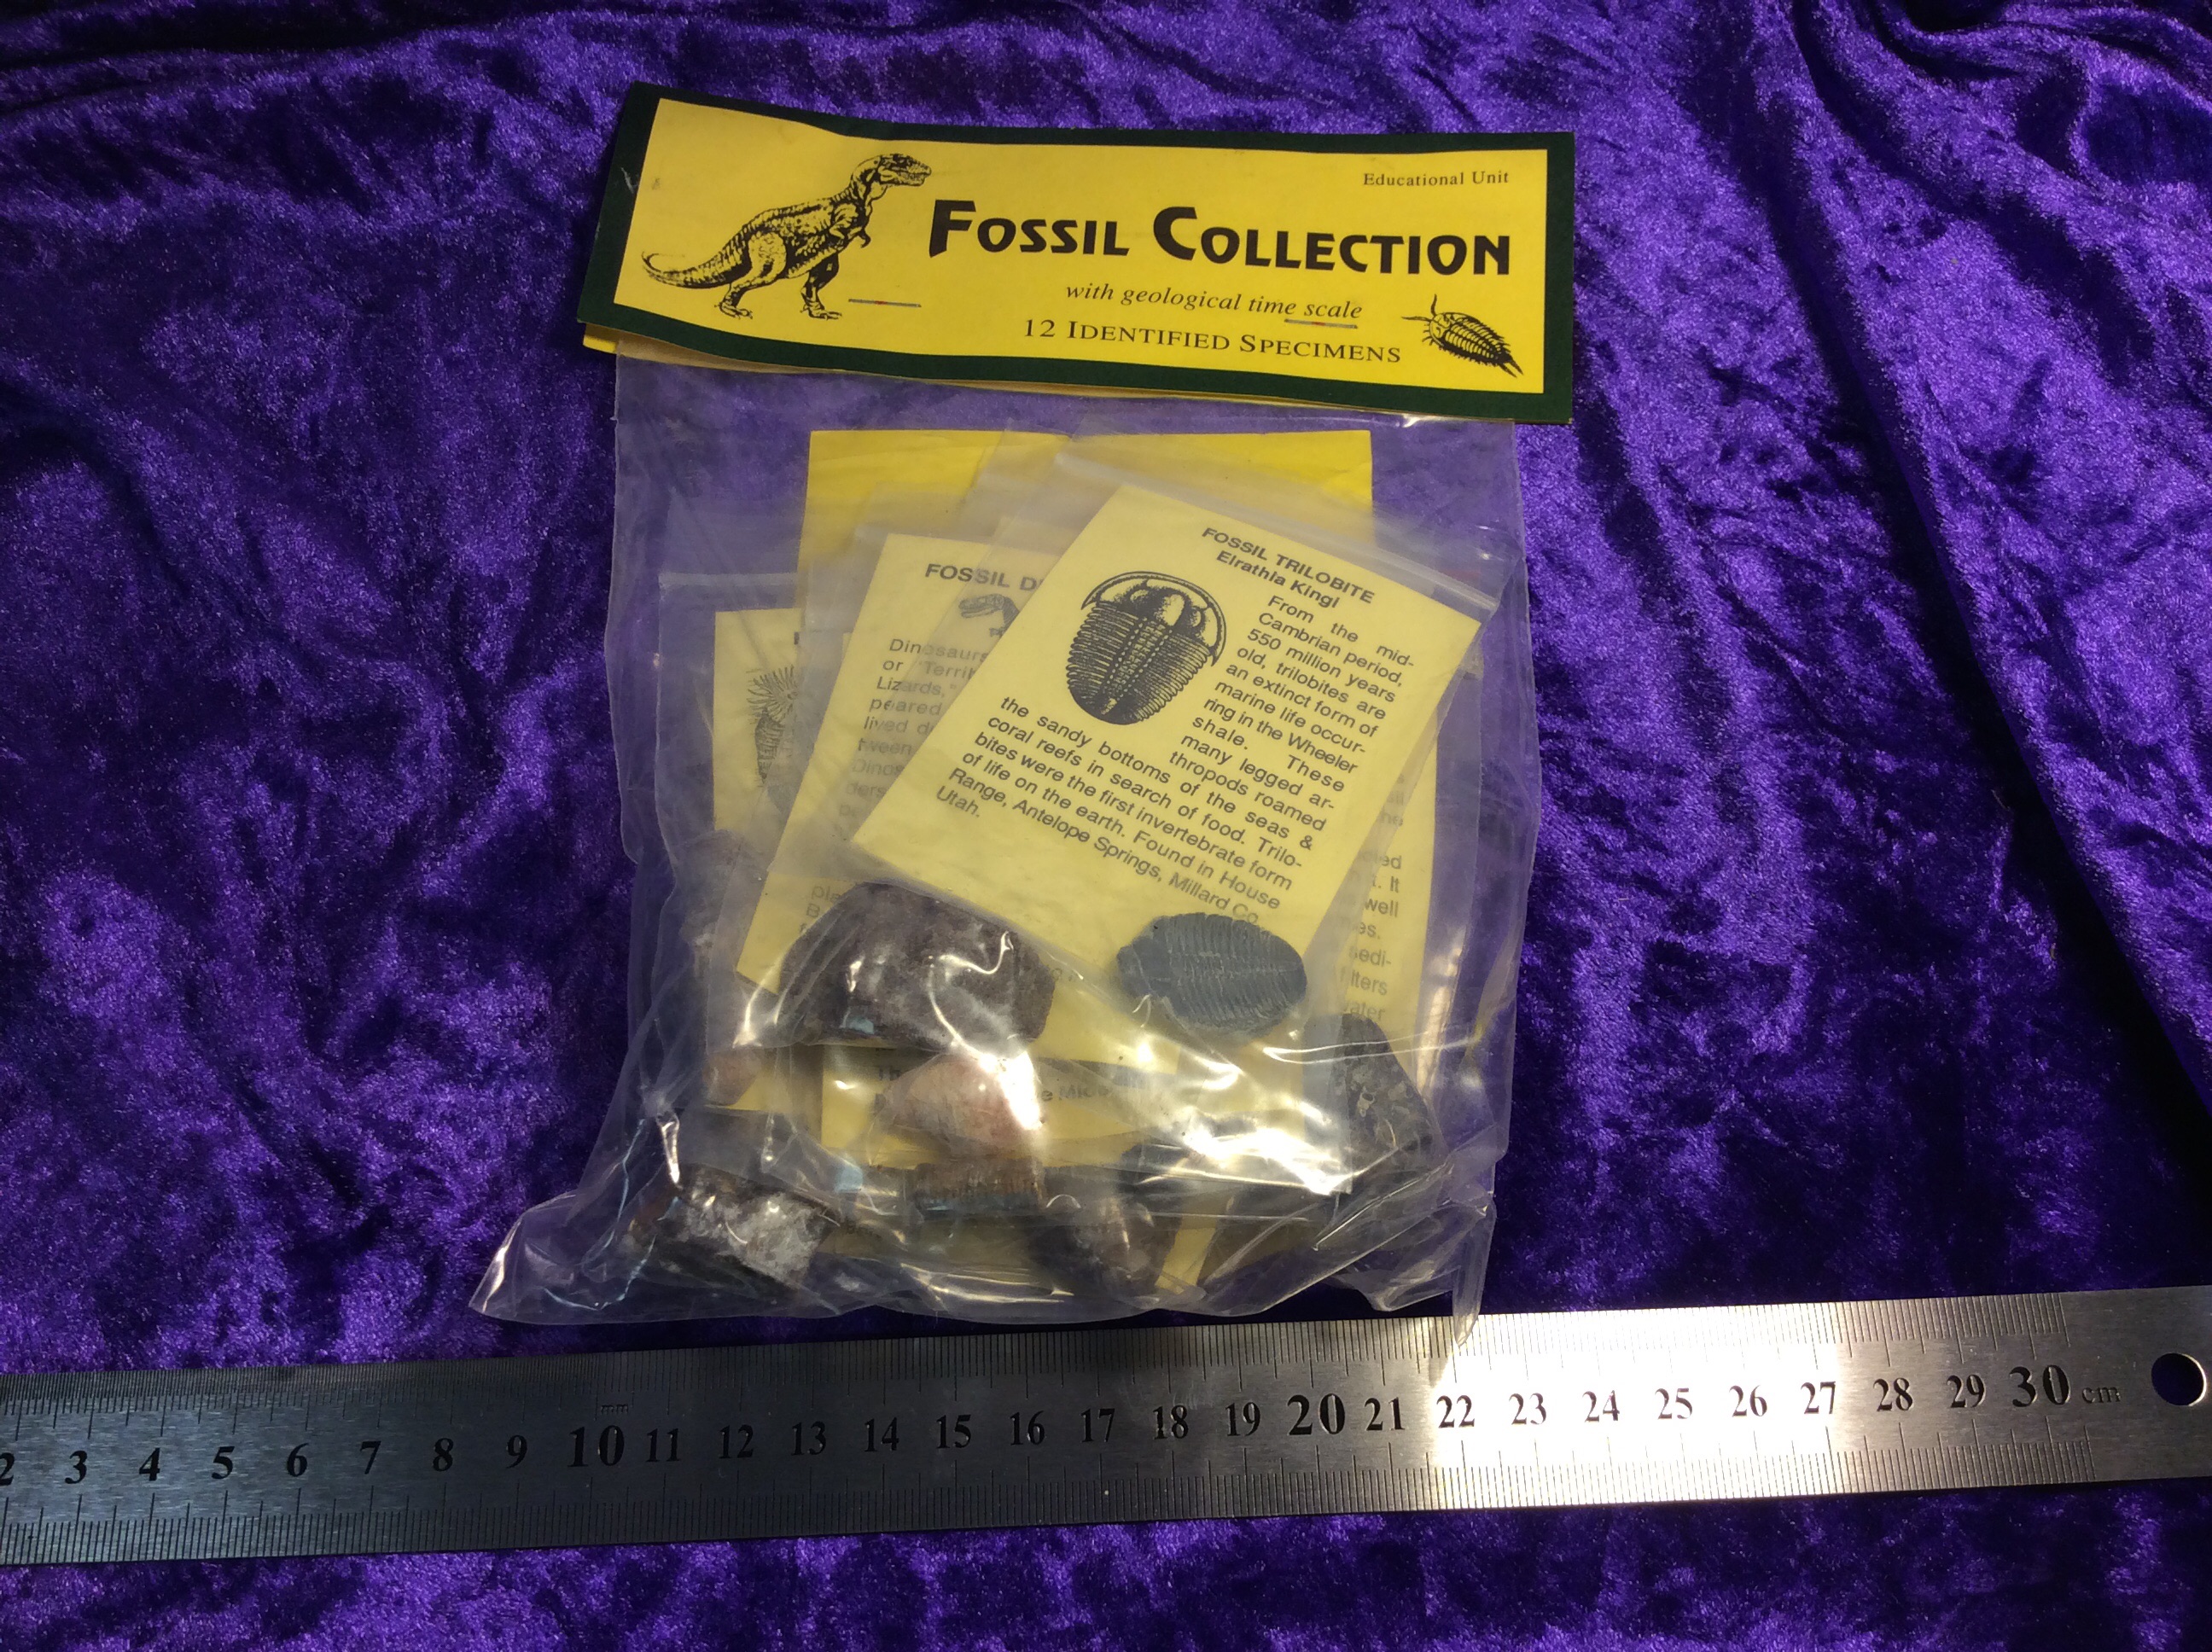 Educational Unit
FOSSIL COLLECTION
with geological time scale
12 IDENTIFIED SPECIMENS
FOSSIL TRILOBITE
Elrathia Kingi
From the mid-
Cambrian period,
550 million years
old, trilobites are
an extinct form of
marine life occur-
ring in the Wheeler
shale. These
many legged ar-
thropods roamed
the sandy bottoms of the seas &
coral reefs in search of food. Trilo-
bites were the first invertebrate form
of life on the earth. Found in House
Range, Antelope Springs, Millard Co
Utah.
FOSSIL
Dinosaurs
or
Lizards,"
peared
lived
tween
It
well
ater
mm
2 3 4 5 6 7 8 9 10 11 12 13 14 15 16 17 18 19 20 21 22 23 24 25 26 27 28 29 30 cm